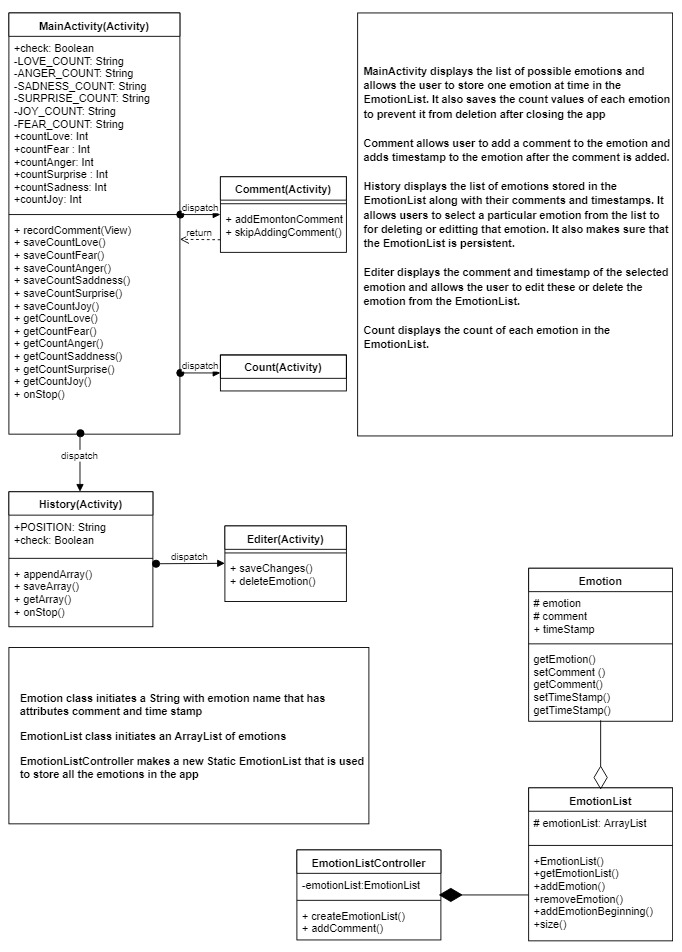 MainActivity(Activity)
+check: Boolean
-LOVE_COUNT: String
-ANGER_COUNT: String
-SADNESS_COUNT: String
-SURPRISE_COUNT: String
-JOY_COUNT: String
-FEAR_COUNT: String
+countLove: Int
+countFear : Int
+countAnger: Int
+countSurprise : Int
+countSadness: Int
+countJoy: Int
+ recordComment(View)
+ saveCountLove()
+ saveCountFear()
+ saveCountAnger()
+ saveCountSaddness()
+ saveCountSurprise()
+ saveCountJoy()
+ getCountLove()
+ getCountFear()
+ getCountAnger()
+ getCountSaddness()
+ getCountSurprise()
+ getCountJoy()
+ onStop()
dispatch
return
Comment(Activity)
+ addEmontonComment
+ skipAddingComment()
dispatch
Count(Activity)
MainActivity displays the list of possible emotions and
allows the user to store one emotion at time in the
EmotionList. It also saves the count values of each emotion
to prevent it from deletion after closing the app
Comment allows user to add a comment to the emotion and
adds timestamp to the emotion after the comment is added.
History displays the list of emotions stored in the
EmotionList along with their comments and timestamps. It
allows users to select a particular emotion from the list to
for deleting or editting that emotion. It also makes sure that
the EmotionList is persistent.
Editer displays the comment and timestamp of the selected
emotion and allows the user to edit these or delete the
emotion from the EmotionList.
Count displays the count of each emotion in the
EmotionList.
dispatch
History(Activity)
+POSITION: String
+check: Boolean
+ appendArray()
+ saveArray()
+ getArray()
+ onStop()
dispatch
Editer(Activity)
+ saveChanges()
+ deleteEmotion()
Emotion
# emotion
# comment
+ timeStamp
getEmotion()
setComment ()
getComment()
setTimeStamp()
getTimeStamp()
Emotion class initiates a String with emotion name that has
attributes comment and time stamp
EmotionList class initiates an ArrayList of emotions
EmotionListController makes a new Static EmotionList that is used
to store all the emotions in the app
EmotionList
# emotionList: ArrayList
+EmotionList()
+getEmotionList()
+addEmotion()
+removeEmotion()
+addEmotionBeginning()
+size()
EmotionListController
-emotionList:EmotionList
+ createEmotionList()
+ addComment()